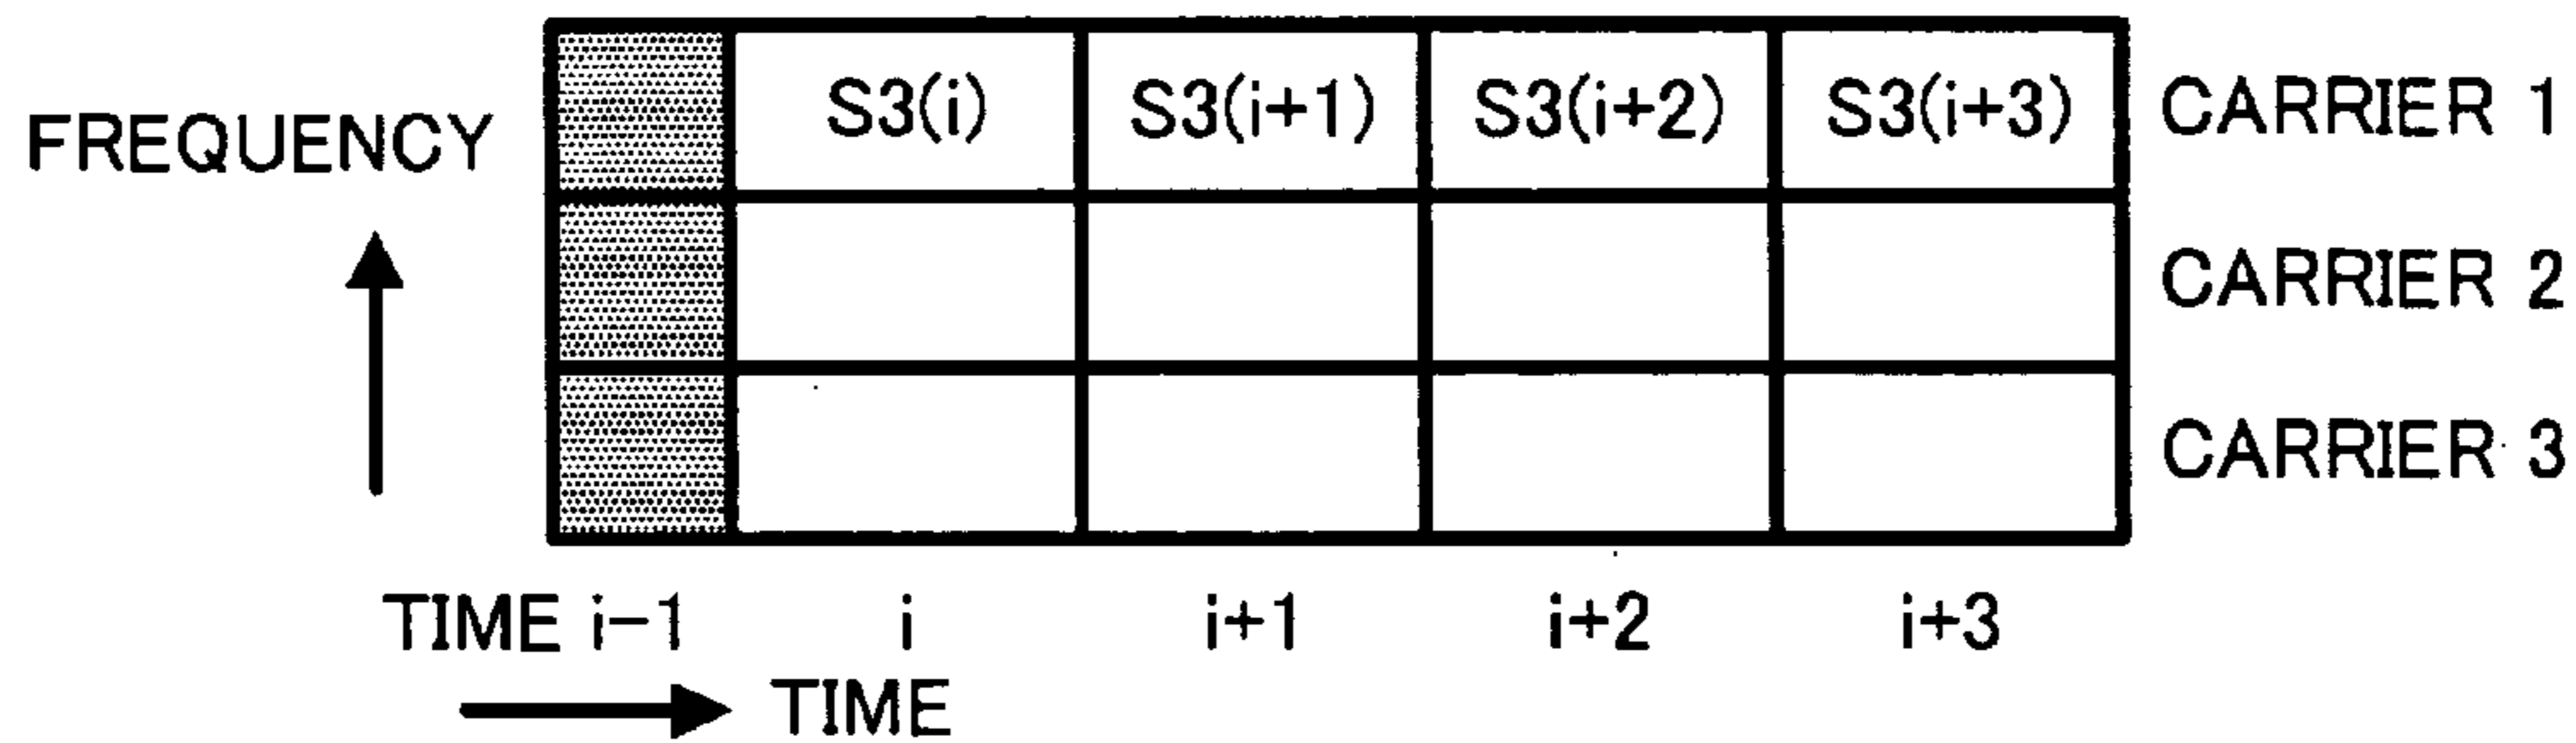 S3(i) S3(i+1) S3(i+2) S3(i+3) CARRIER 1
FREQUENCY
CARRIER 2
CARRIER 3
TIME i-1 i i+1 i+2 i+3
TIME